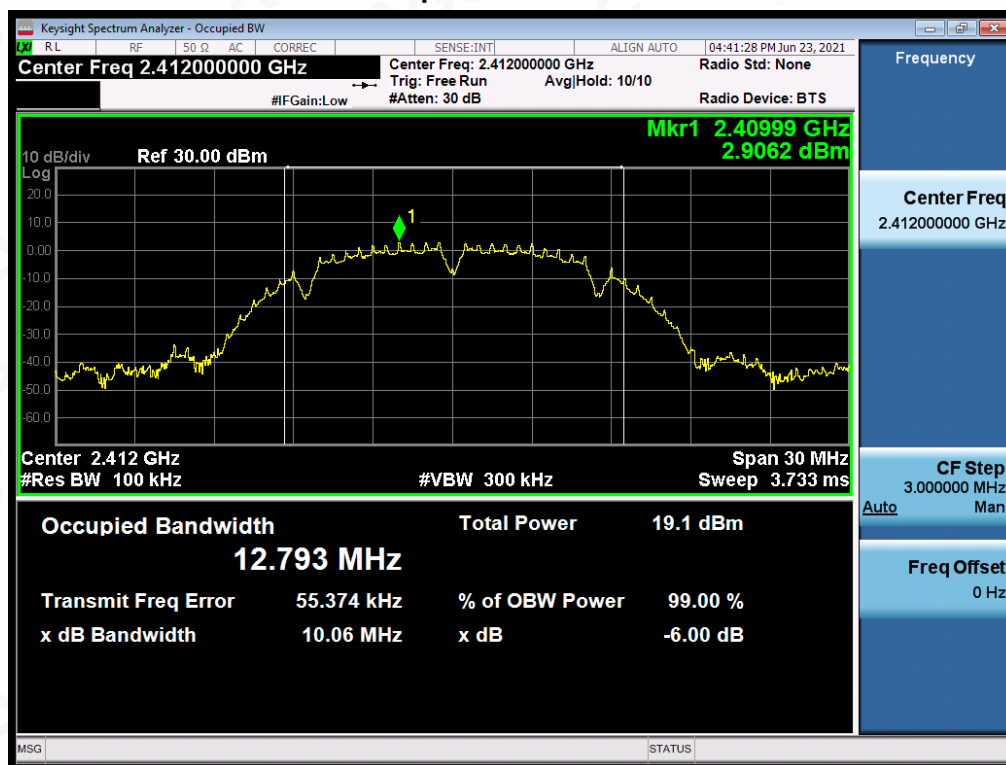 Keysight Spectrum Analyzer - Occupied BW
LXI RL RF 50 Ω AC CORREC SENSE:INT ALIGN AUTO 04:41:28 PM Jun 23, 2021
Center Freq 2.412000000 GHz
Center Freq: 2.412000000 GHz Radio Std: None
Trig: Free Run Avg|Hold: 10/10
#IFGain:Low #Atten: 30 dB Radio Device: BTS
Mkr1 2.40999 GHz
2.9062 dBm
10 dB/div Ref 30.00 dBm
Log
20.0
10.0
0.00
-10.0
-20.0
-30.0
-40.0
-50.0
-60.0
1
Center 2.412 GHz Span 30 MHz
#Res BW 100 kHz #VBW 300 kHz Sweep 3.733 ms
Occupied Bandwidth Total Power 19.1 dBm
12.793 MHz
Transmit Freq Error 55.374 kHz % of OBW Power 99.00 %
x dB Bandwidth 10.06 MHz x dB -6.00 dB
MSG STATUS
Frequency
Center Freq
2.412000000 GHz
CF Step
3.000000 MHz
Auto Man
Freq Offset
0 Hz